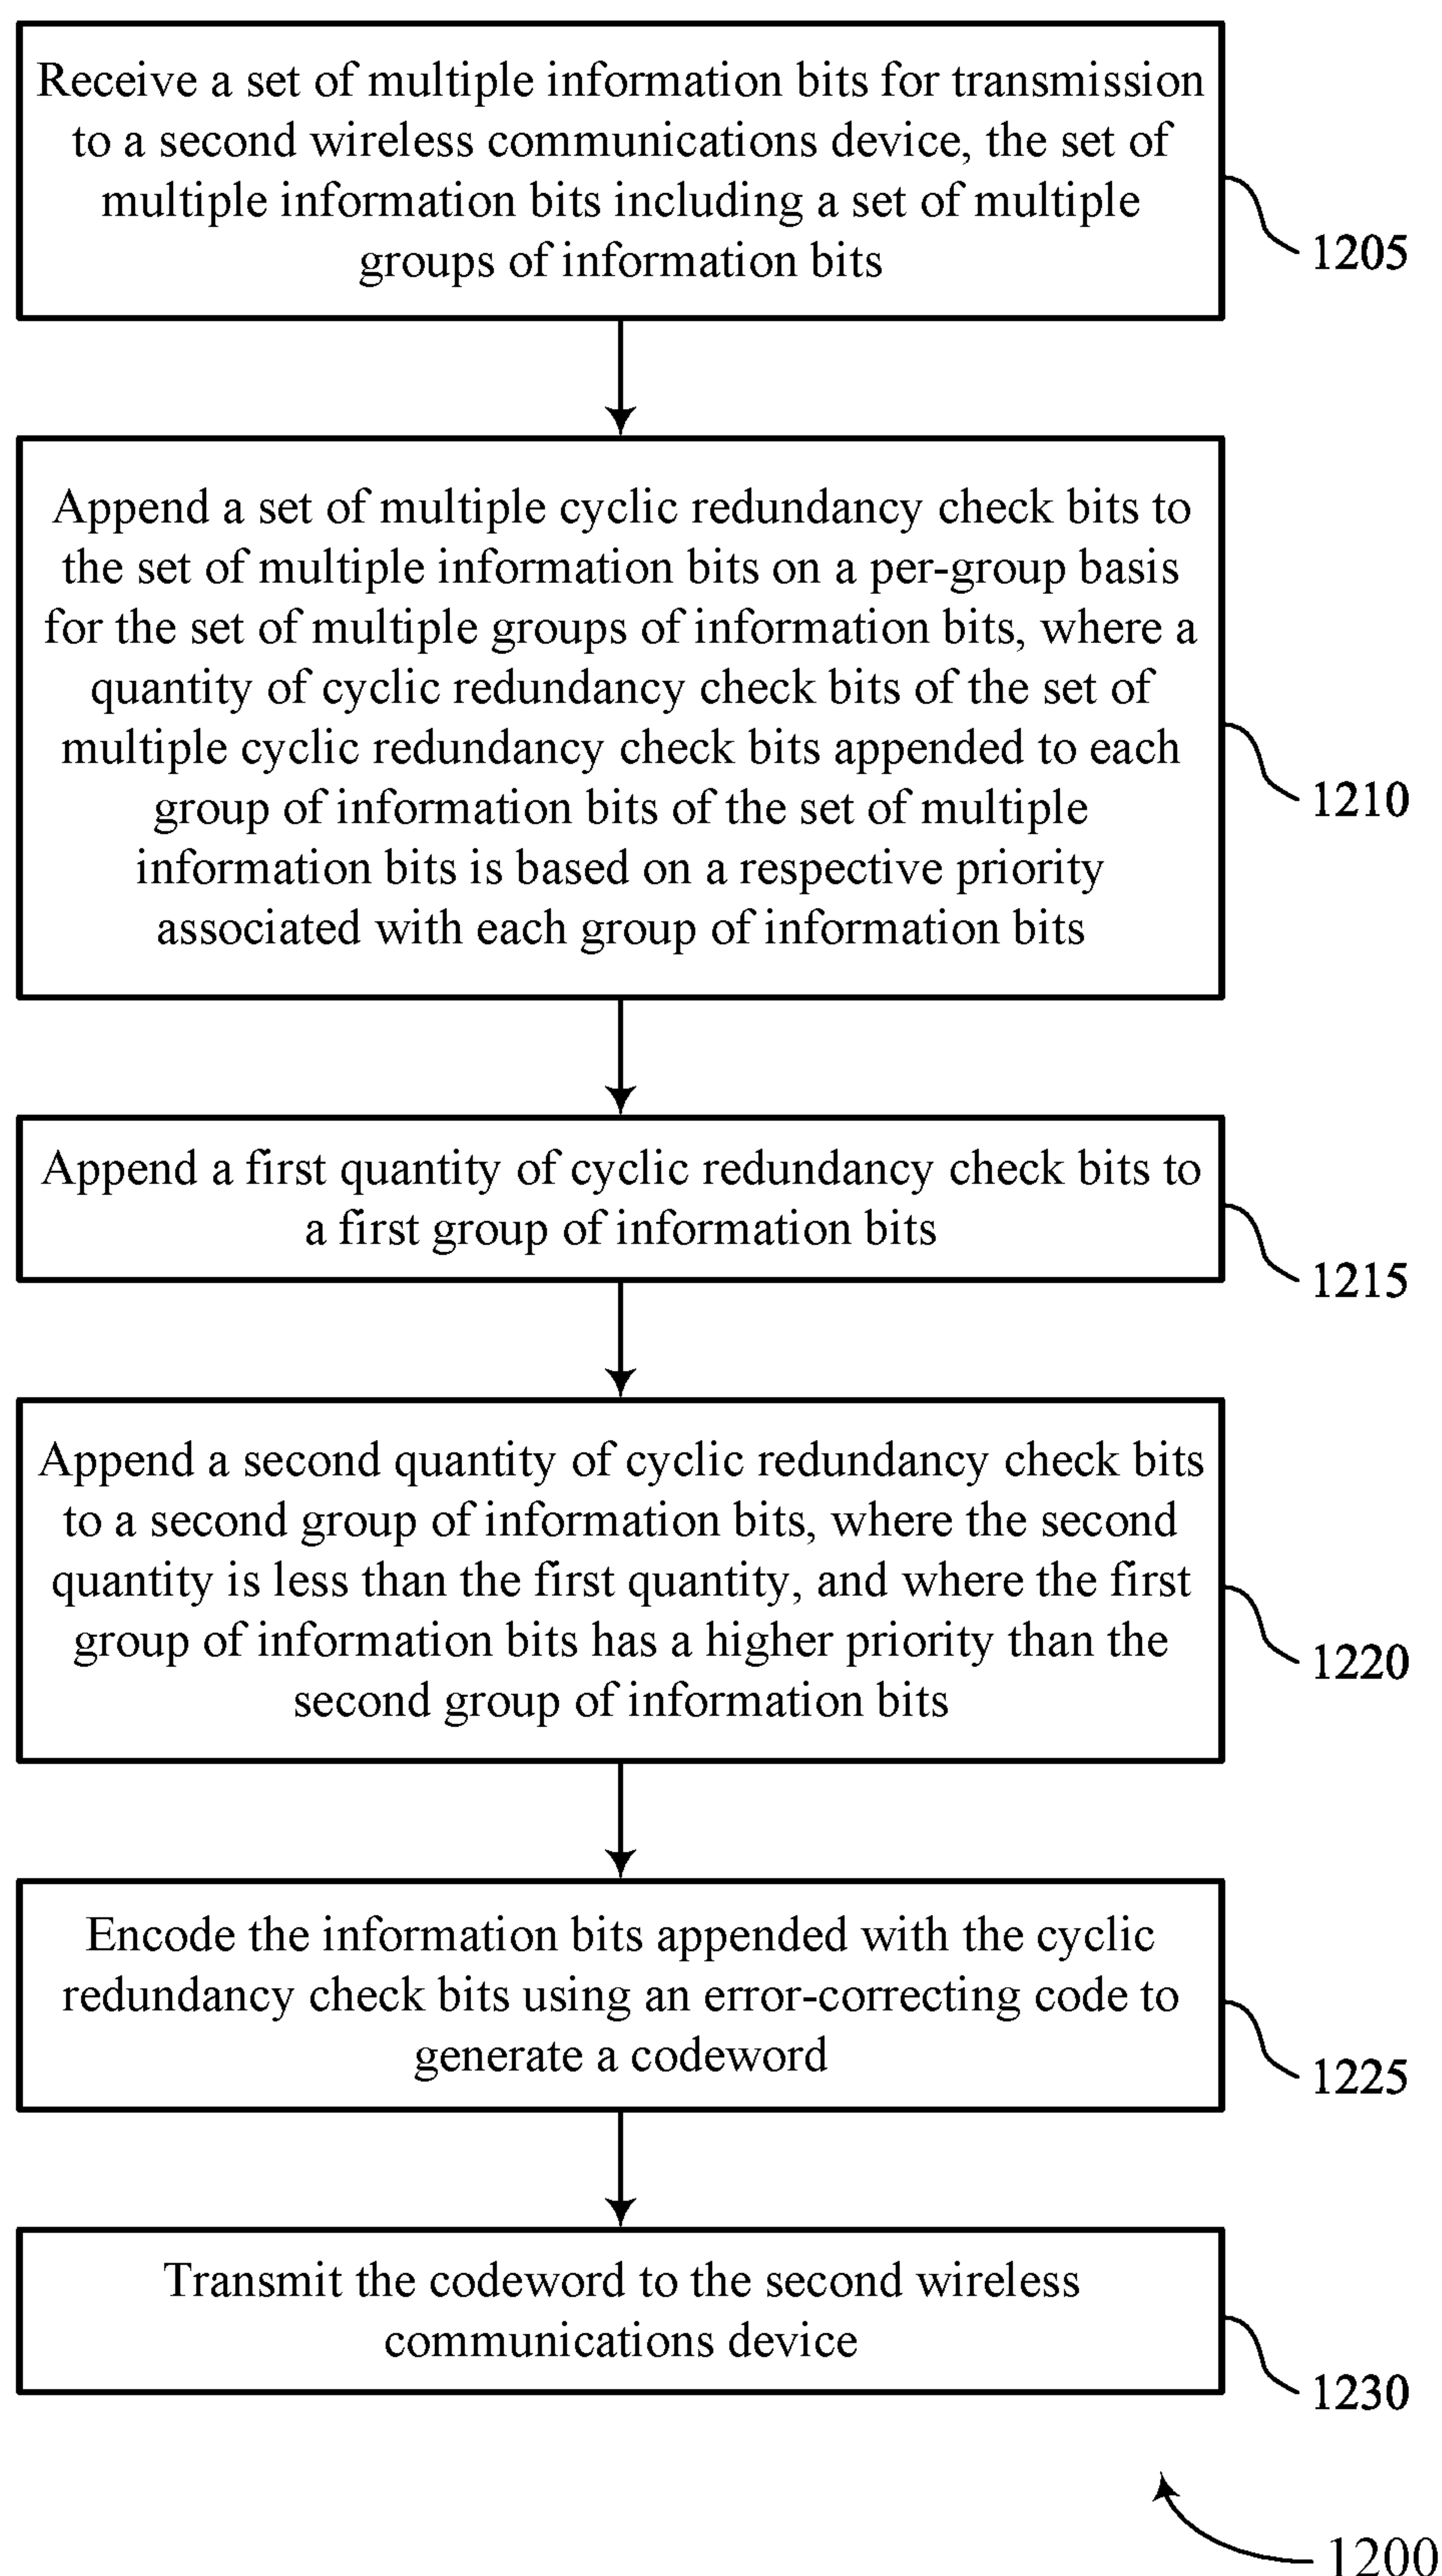 Receive a set of multiple information bits for transmission
to a second wireless communications device, the set of
multiple information bits including a set of multiple
groups of information bits
1205
Append a set of multiple cyclic redundancy check bits to
the set of multiple information bits on a per-group basis
for the set of multiple groups of information bits, where a
quantity of cyclic redundancy check bits of the set of
multiple cyclic redundancy check bits appended to each
group of information bits of the set of multiple
information bits is based on a respective priority
associated with each group of information bits
1210
Append a first quantity of cyclic redundancy check bits to
a first group of information bits
1215
Append a second quantity of cyclic redundancy check bits
to a second group of information bits, where the second
quantity is less than the first quantity, and where the first
group of information bits has a higher priority than the
second group of information bits
1220
Encode the information bits appended with the cyclic
redundancy check bits using an error-correcting code to
generate a codeword
1225
Transmit the codeword to the second wireless
communications device
1230
1200